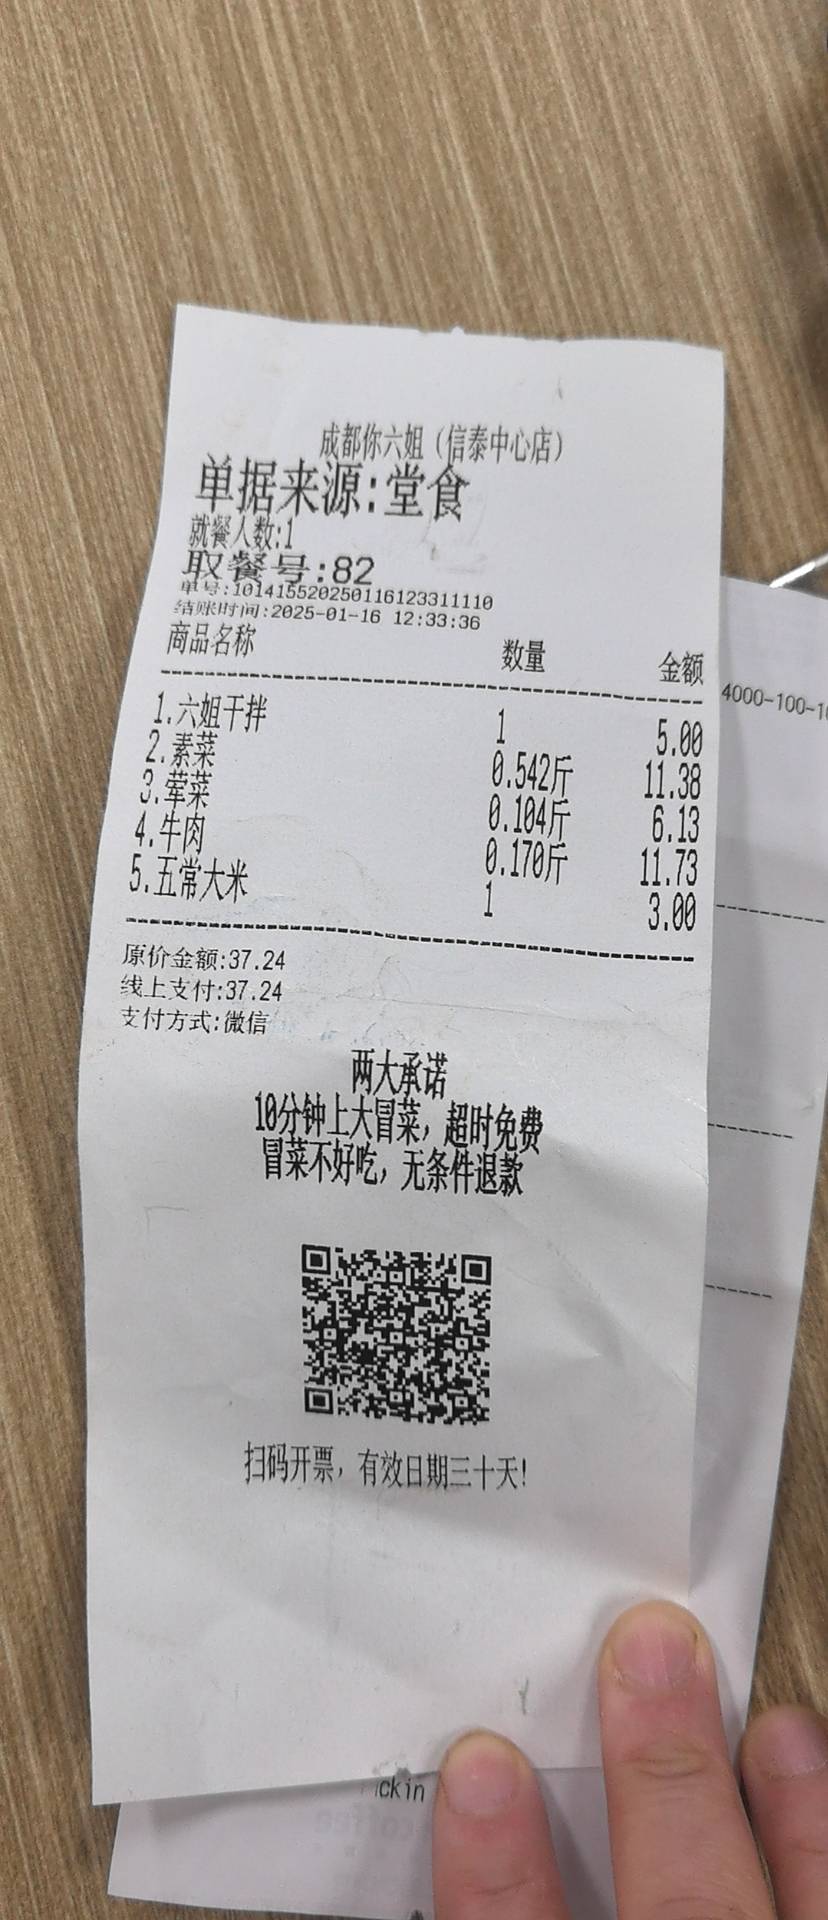 成都你六姐（信泰中心店）
单据来源:堂食
就餐人数:1
取餐号:82
单号:101415520250116123311110
结账时间:2025-01-16 12:33:36
商品名称 数量 金额
1.六姐干拌 1 5.00
2.素菜 0.542斤 11.38
3.荤菜 0.104斤 6.13
4.牛肉 0.170斤 11.73
5.五常大米 1 3.00
原价金额:37.24
线上支付:37.24
支付方式:微信
两大承诺
10分钟上大冒菜，超时免费
冒菜不好吃，无条件退款
扫码开票，有效日期三十天!
4000-100-10
ckin